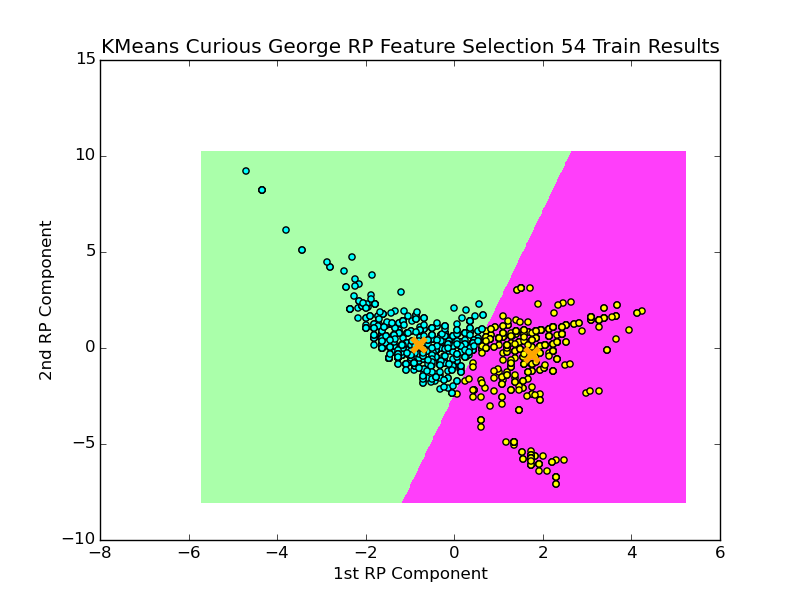 KMeans Curious George RP Feature Selection 54 Train Results
15
10
5
0
−5
−10
2nd RP Component
−8 −6 −4 −2 0 2 4 6
1st RP Component